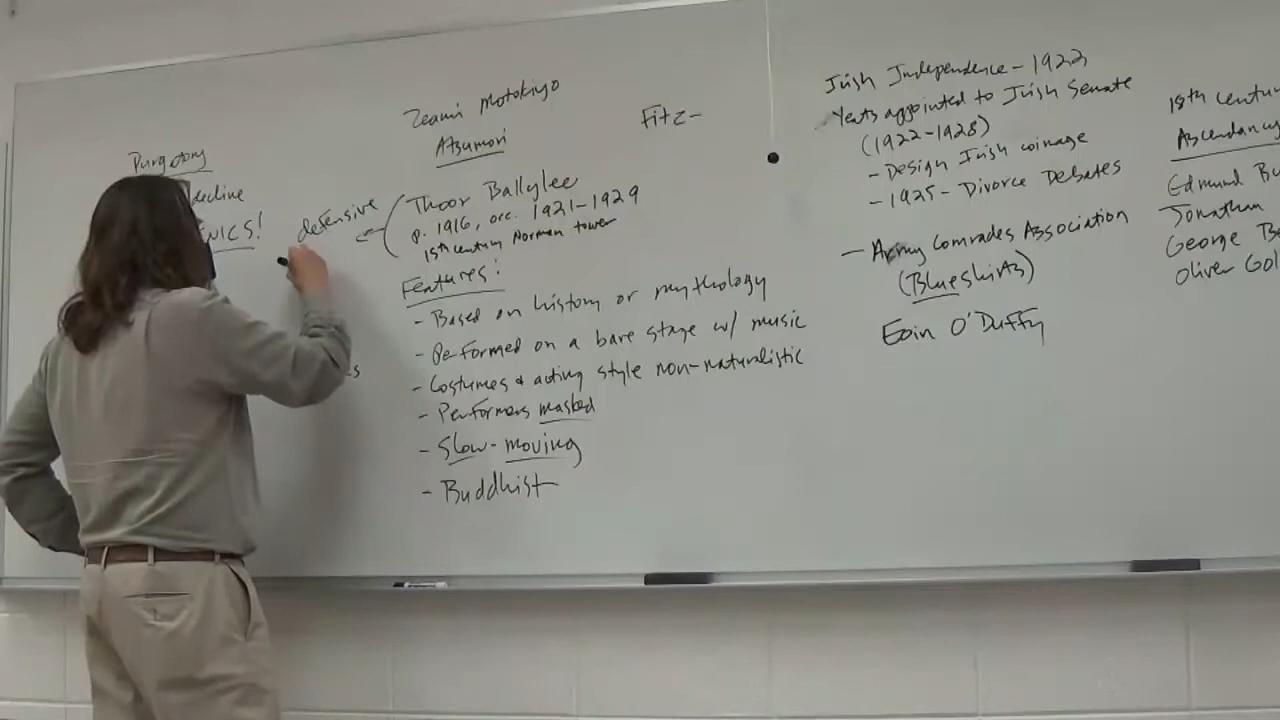 Purgatory
decline
NICS!
defensive
Zeami Motokiyo
Atsumori
Thoor Ballylee
p. 1916, occ. 1921-1929
15th century Norman tower
Features:
- Based on history or mythology
- Performed on a bare stage w/ music
- Costumes & acting style non-naturalistic
- Performers masked
- Slow-moving
- Buddhist
Fitz-
Irish Independence - 1922
Yeats appointed to Irish Senate
(1922-1928)
- Design Irish coinage
- 1925 - Divorce Debates
- Army Comrades Association
(Blueshirts)
Eoin O'Duffy
18th centur
Ascendancy
Edmund Bu
Jonathan
George Be
Oliver Gol